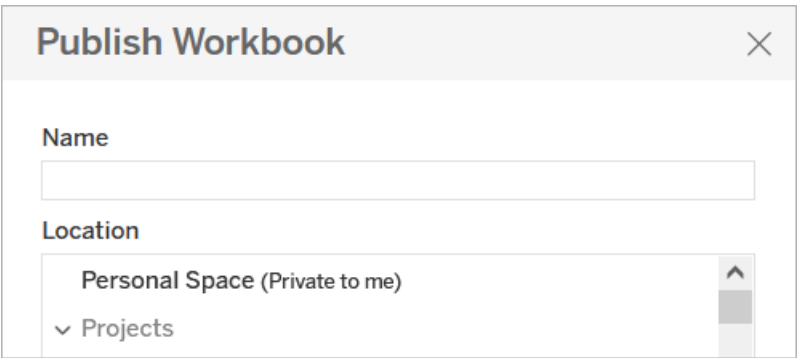 Publish Workbook
Name
Location
Personal Space (Private to me)
Projects